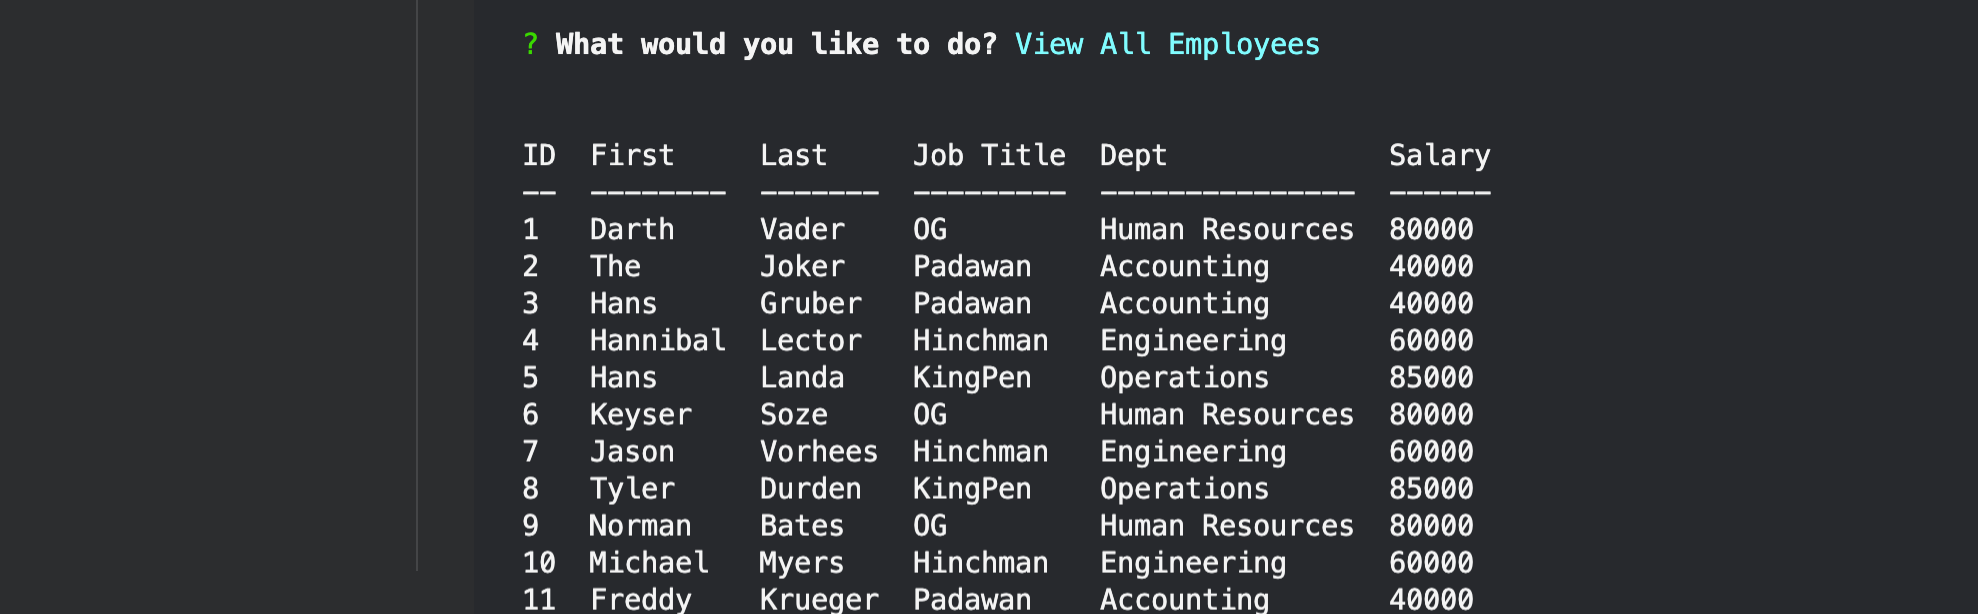 ? What would you like to do? View All Employees
ID First Last Job Title Dept Salary
-- -------- ------- --------- --------------- ------
1 Darth Vader OG Human Resources 80000
2 The Joker Padawan Accounting 40000
3 Hans Gruber Padawan Accounting 40000
4 Hannibal Lector Hinchman Engineering 60000
5 Hans Landa KingPen Operations 85000
6 Keyser Soze OG Human Resources 80000
7 Jason Vorhees Hinchman Engineering 60000
8 Tyler Durden KingPen Operations 85000
9 Norman Bates OG Human Resources 80000
10 Michael Myers Hinchman Engineering 60000
11 Freddy Krueger Padawan Accounting 40000